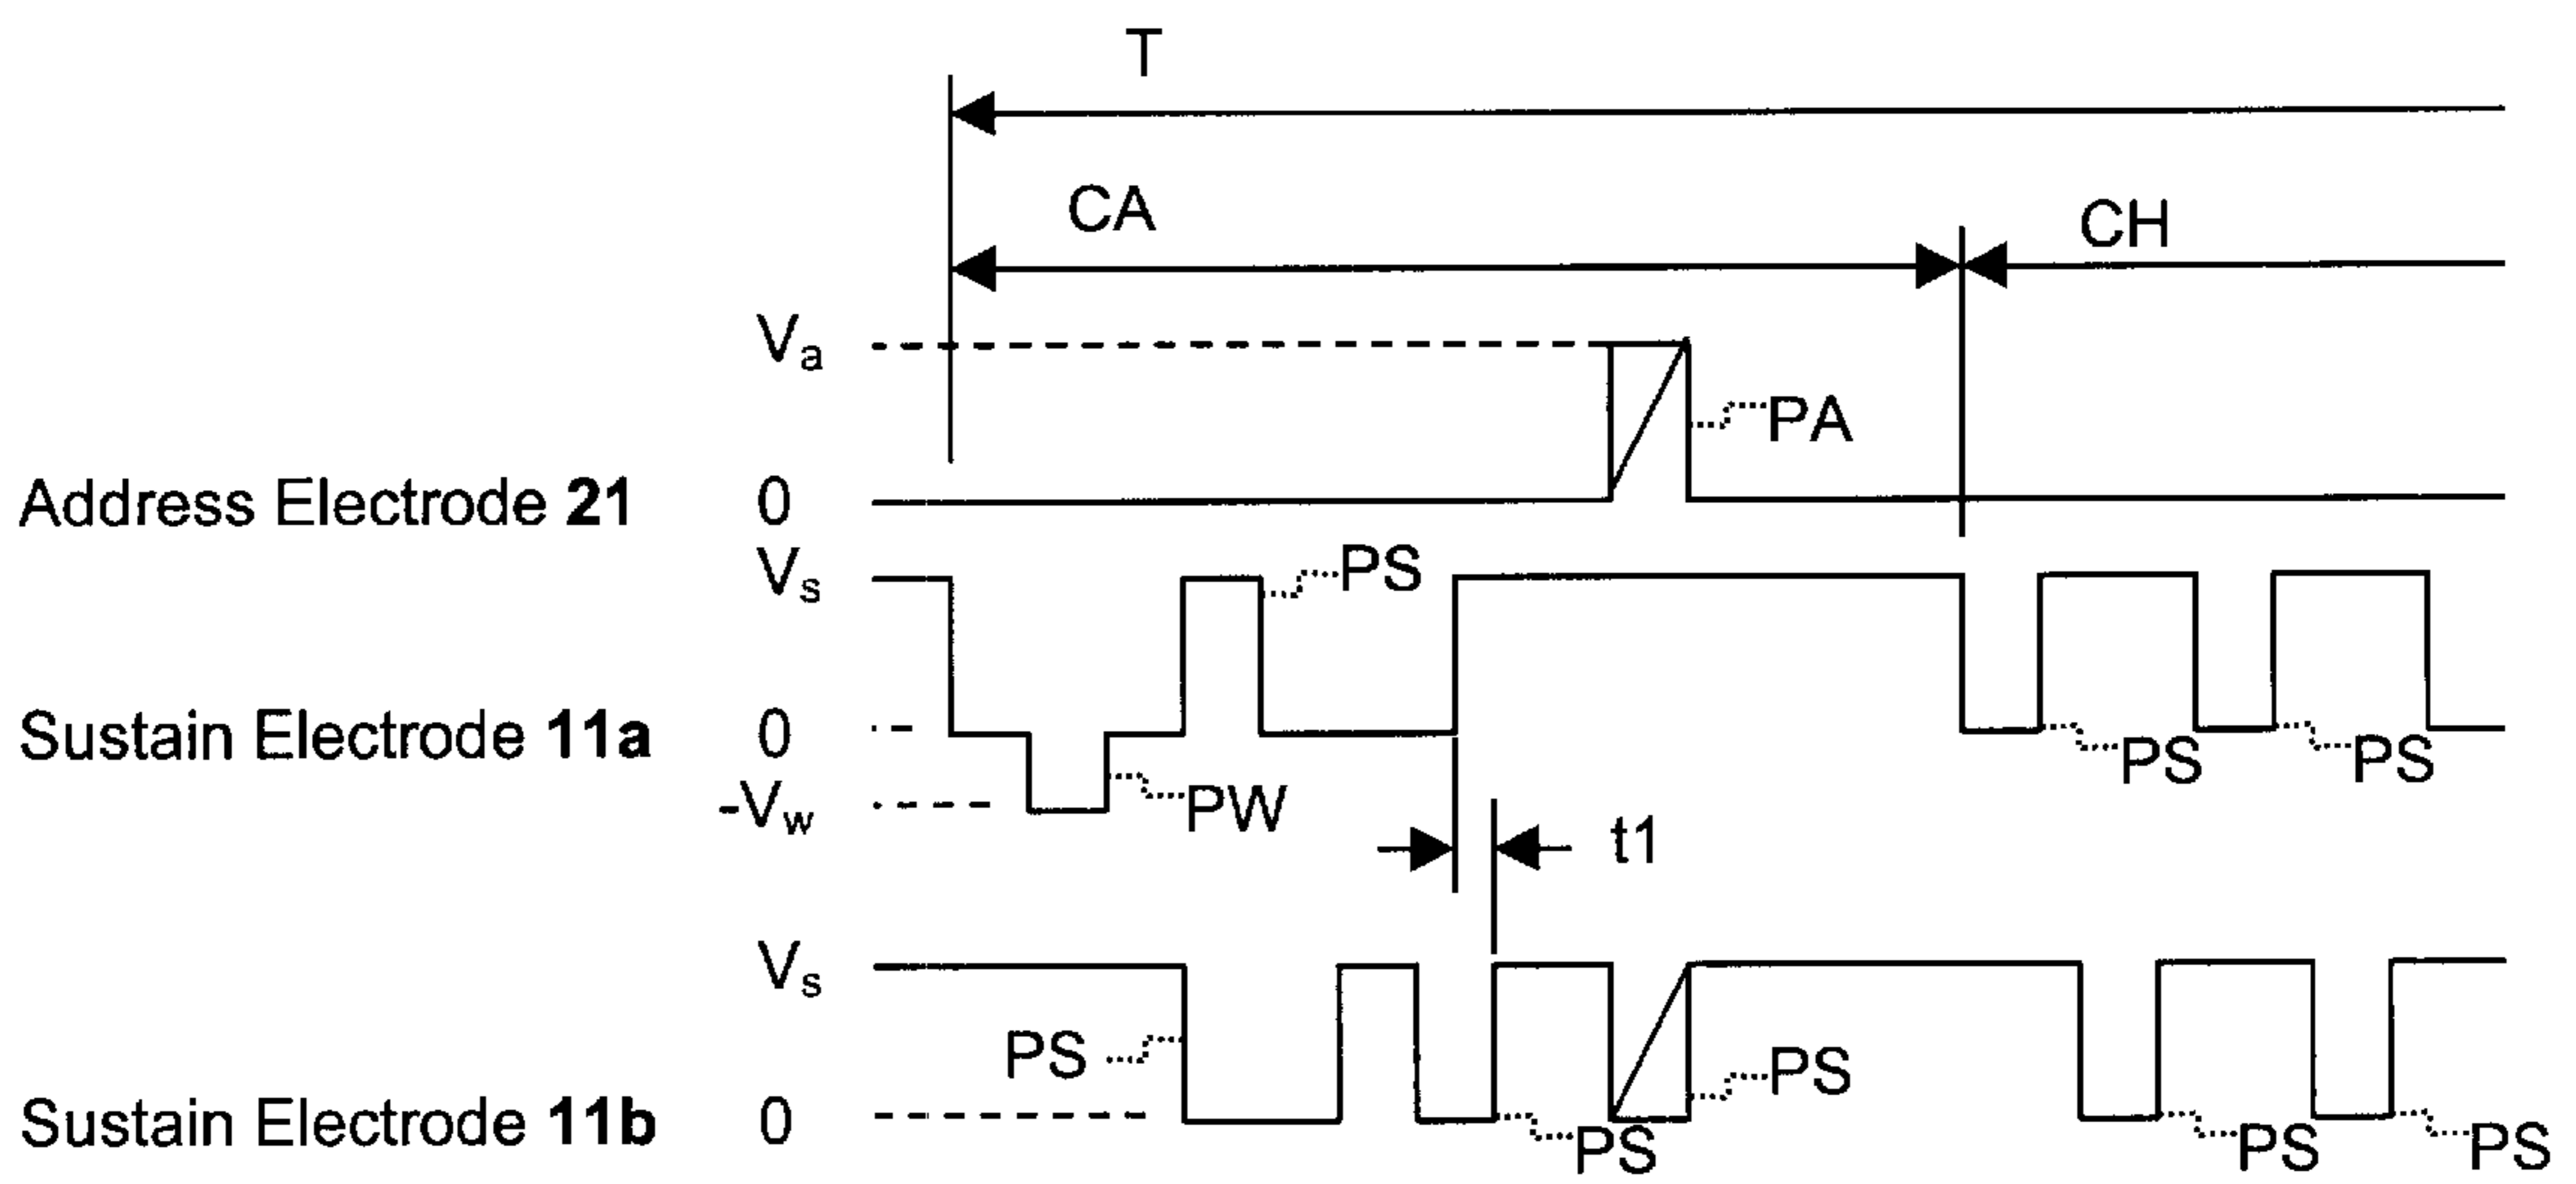 T
CA
CH
Va
PA
Address Electrode 21 0
Vs
PS
Sustain Electrode 11a 0
PS
PS
-Vw
PW
t1
Vs
PS
PS
Sustain Electrode 11b 0
PS
PS
PS